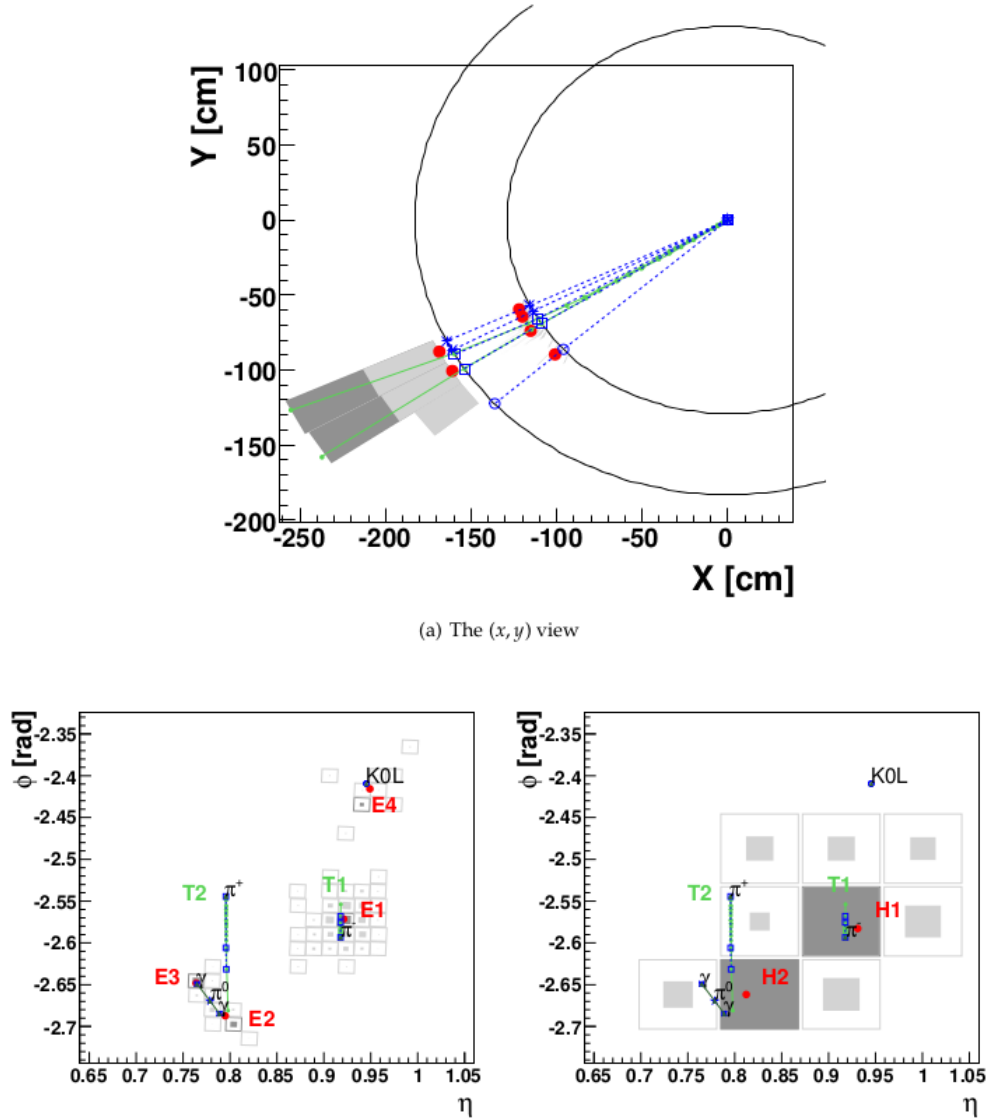 Y [cm]
100
50
0
-50
-100
-150
-200
-250 -200 -150 -100 -50 0
X [cm]
(a) The (x, y) view
ϕ [rad]
-2.35
-2.4
-2.45
-2.5
-2.55
-2.6
-2.65
-2.7
K0L
E4
T2
π+
T1
E1
π-
E3
γ
π0
γ
E2
0.65 0.7 0.75 0.8 0.85 0.9 0.95 1 1.05
η
ϕ [rad]
-2.35
-2.4
-2.45
-2.5
-2.55
-2.6
-2.65
-2.7
K0L
T2
π+
T1
H1
π-
γ
π0
γ
H2
0.65 0.7 0.75 0.8 0.85 0.9 0.95 1 1.05
η